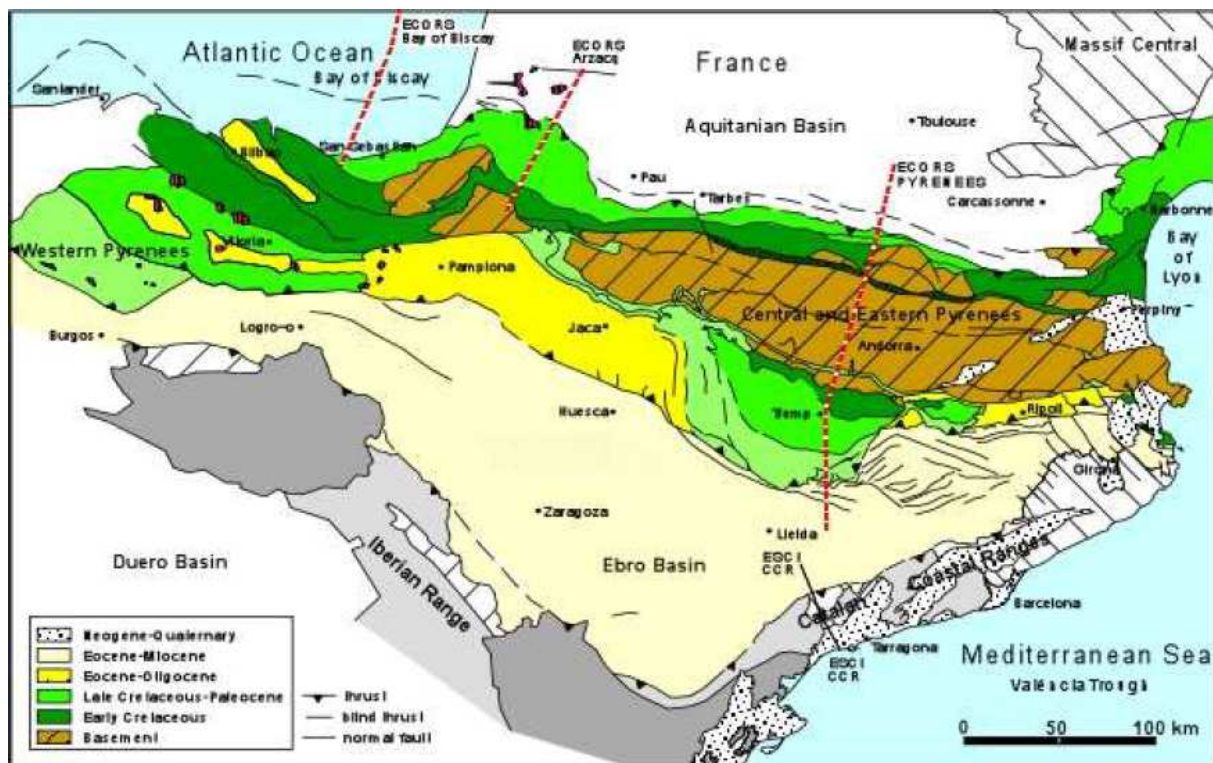 ECORS
Bay of Biscay
Atlantic Ocean
Bay of Biscay
ECORS
Arzacq
France
Massif Central
Aquitanian Basin
Toulouse
San Sebastian
Bilbao
Pau
Tarbes
ECORS
PYRENEES
Carcassonne
Narbonne
Bay
of
Lyon
Western Pyrenees
Pamplona
Central and Eastern Pyrenees
Perpiny
Burgos
Logro-o
Jaca
Andorra
Huesca
Tremp
Ripoll
Girona
Zaragoza
Lleida
Duero Basin
Iberian Range
Ebro Basin
ESCI
CCR
Catalan Coastal Ranges
Barcelona
Tarragona
ESCI
CCR
Mediterranean Sea
València Trough
Neogene-Quaternary
Eocene-Miocene
Eocene-Oligocene
Late Cretaceous-Paleocene
Early Cretaceous
Basement
thrust
blind thrust
normal fault
0 50 100 km